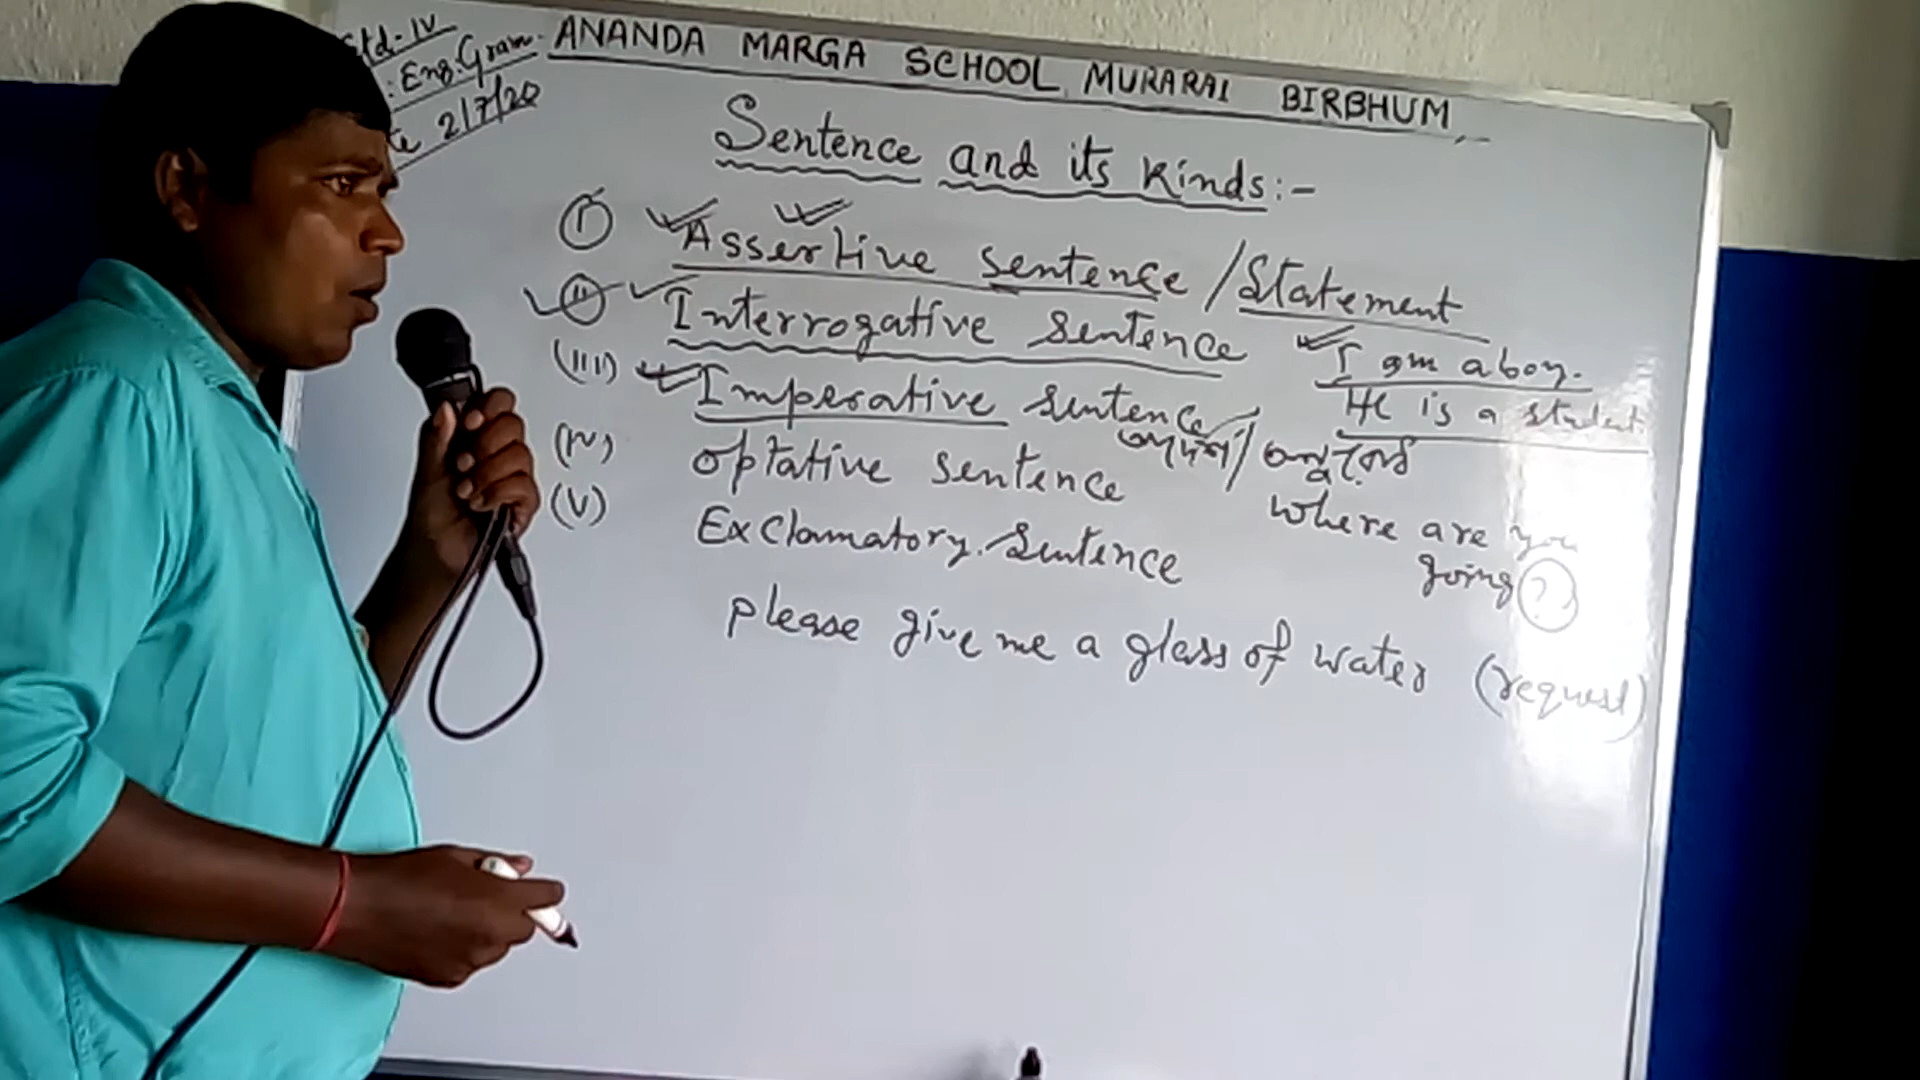 Std-IV
: Eng. Gram.
2/7/20
ANANDA MARGA SCHOOL MURARAI BIRBHUM
Sentence and its Kinds:-
(I) Assertive sentence / Statement
(II) Interrogative sentence
I am a boy.
(III) Imperative sentence
He is a student
আদেশ /
(IV) optative sentence
(V) Exclamatory sentence
where are you
going ?
please give me a glass of water (request)